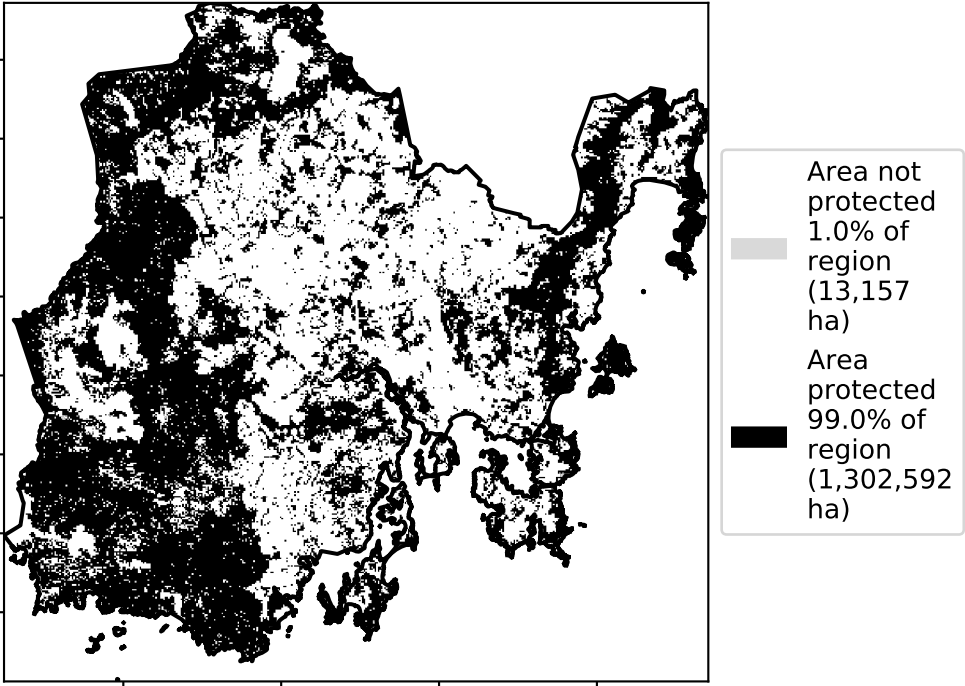 Area not
protected
1.0% of
region
(13,157
ha)
Area
protected
99.0% of
region
(1,302,592
ha)